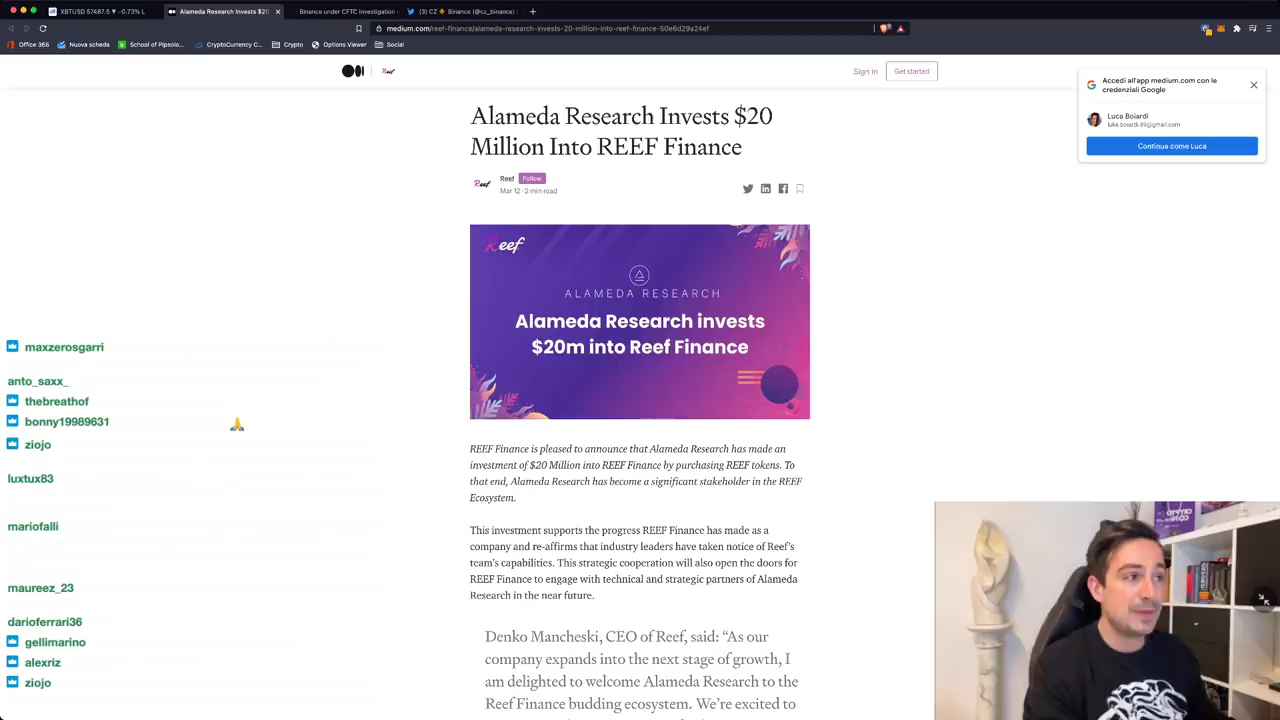 XBTUSD 57487.5 ▼ −0.73% L
Alameda Research Invests $20
Binance under CFTC investigation
(3) CZ 🔶 Binance (@cz_binance)
medium.com/reef-finance/alameda-research-invests-20-million-into-reef-finance-50e6d29a24ef
Office 365
Nuova scheda
School of Pipsolo...
CryptoCurrency C...
Crypto
Options Viewer
Social
Reef
Sign in
Get started
Accedi all'app medium.com con le
credenziali Google
Luca Boiardi
luke.boiardi.89@gmail.com
Continua come Luca
Alameda Research Invests $20
Million Into REEF Finance
Reef
Reef Follow
Mar 12 · 2 min read
Reef
ALAMEDA RESEARCH
Alameda Research invests
$20m into Reef Finance
maxzerosgarri
anto_saxx_
thebreathof
bonny19989631 🙏
ziojo
luxtux83
mariofalli
maureez_23
darioferrari36
gellimarino
alexriz
ziojo
REEF Finance is pleased to announce that Alameda Research has made an
investment of $20 Million into REEF Finance by purchasing REEF tokens. To
that end, Alameda Research has become a significant stakeholder in the REEF
Ecosystem.
This investment supports the progress REEF Finance has made as a
company and re-affirms that industry leaders have taken notice of Reef's
team's capabilities. This strategic cooperation will also open the doors for
REEF Finance to engage with technical and strategic partners of Alameda
Research in the near future.
Denko Mancheski, CEO of Reef, said: “As our
company expands into the next stage of growth, I
am delighted to welcome Alameda Research to the
Reef Finance budding ecosystem. We're excited to